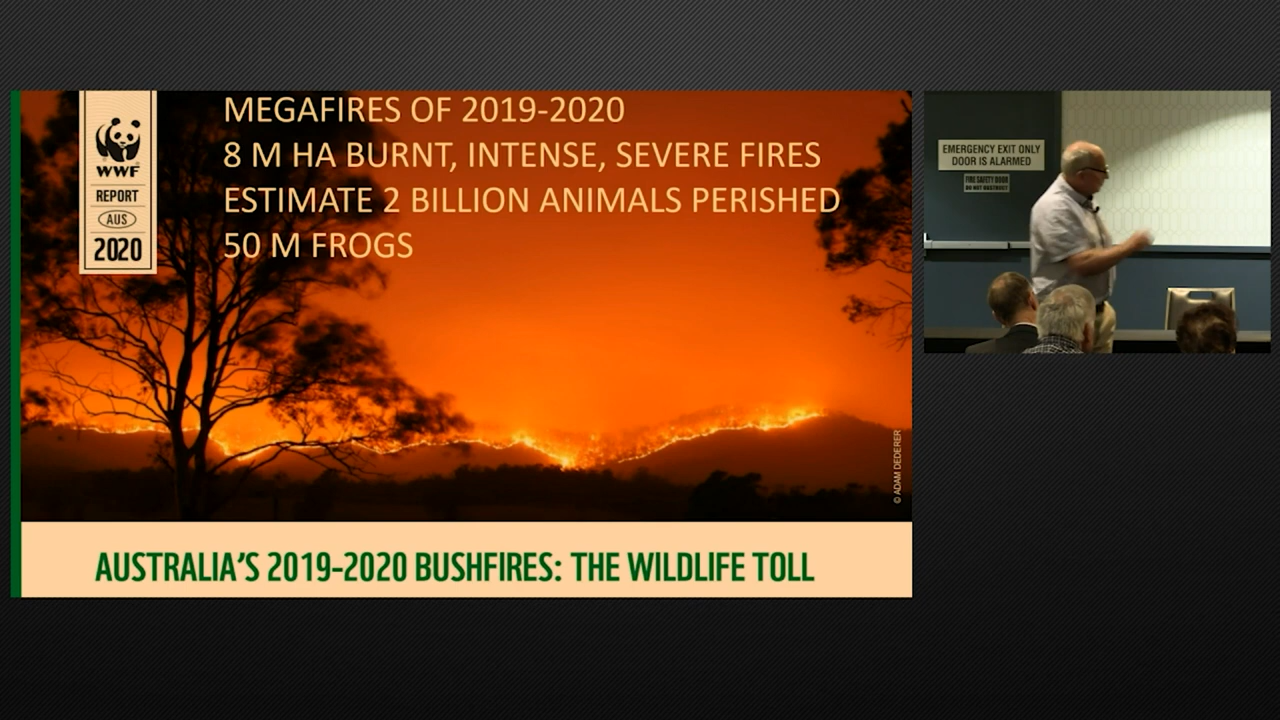 MEGAFIRES OF 2019-2020
8 M HA BURNT, INTENSE, SEVERE FIRES
ESTIMATE 2 BILLION ANIMALS PERISHED
50 M FROGS
WWF
REPORT
AUS
2020
© ADAM DEDERER
AUSTRALIA'S 2019-2020 BUSHFIRES: THE WILDLIFE TOLL
EMERGENCY EXIT ONLY
DOOR IS ALARMED
FIRE SAFETY DOOR
DO NOT OBSTRUCT